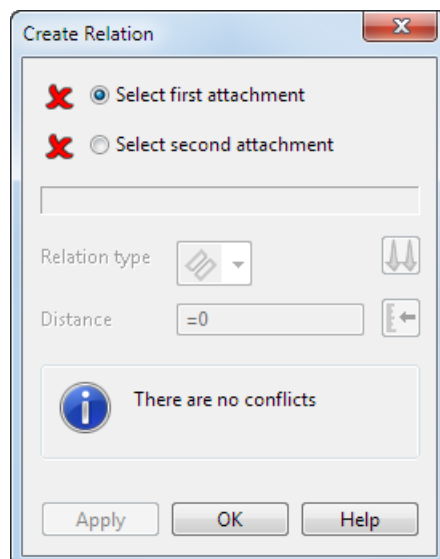 Create Relation
Select first attachment
Select second attachment
Relation type
Distance =0
There are no conflicts
Apply OK Help